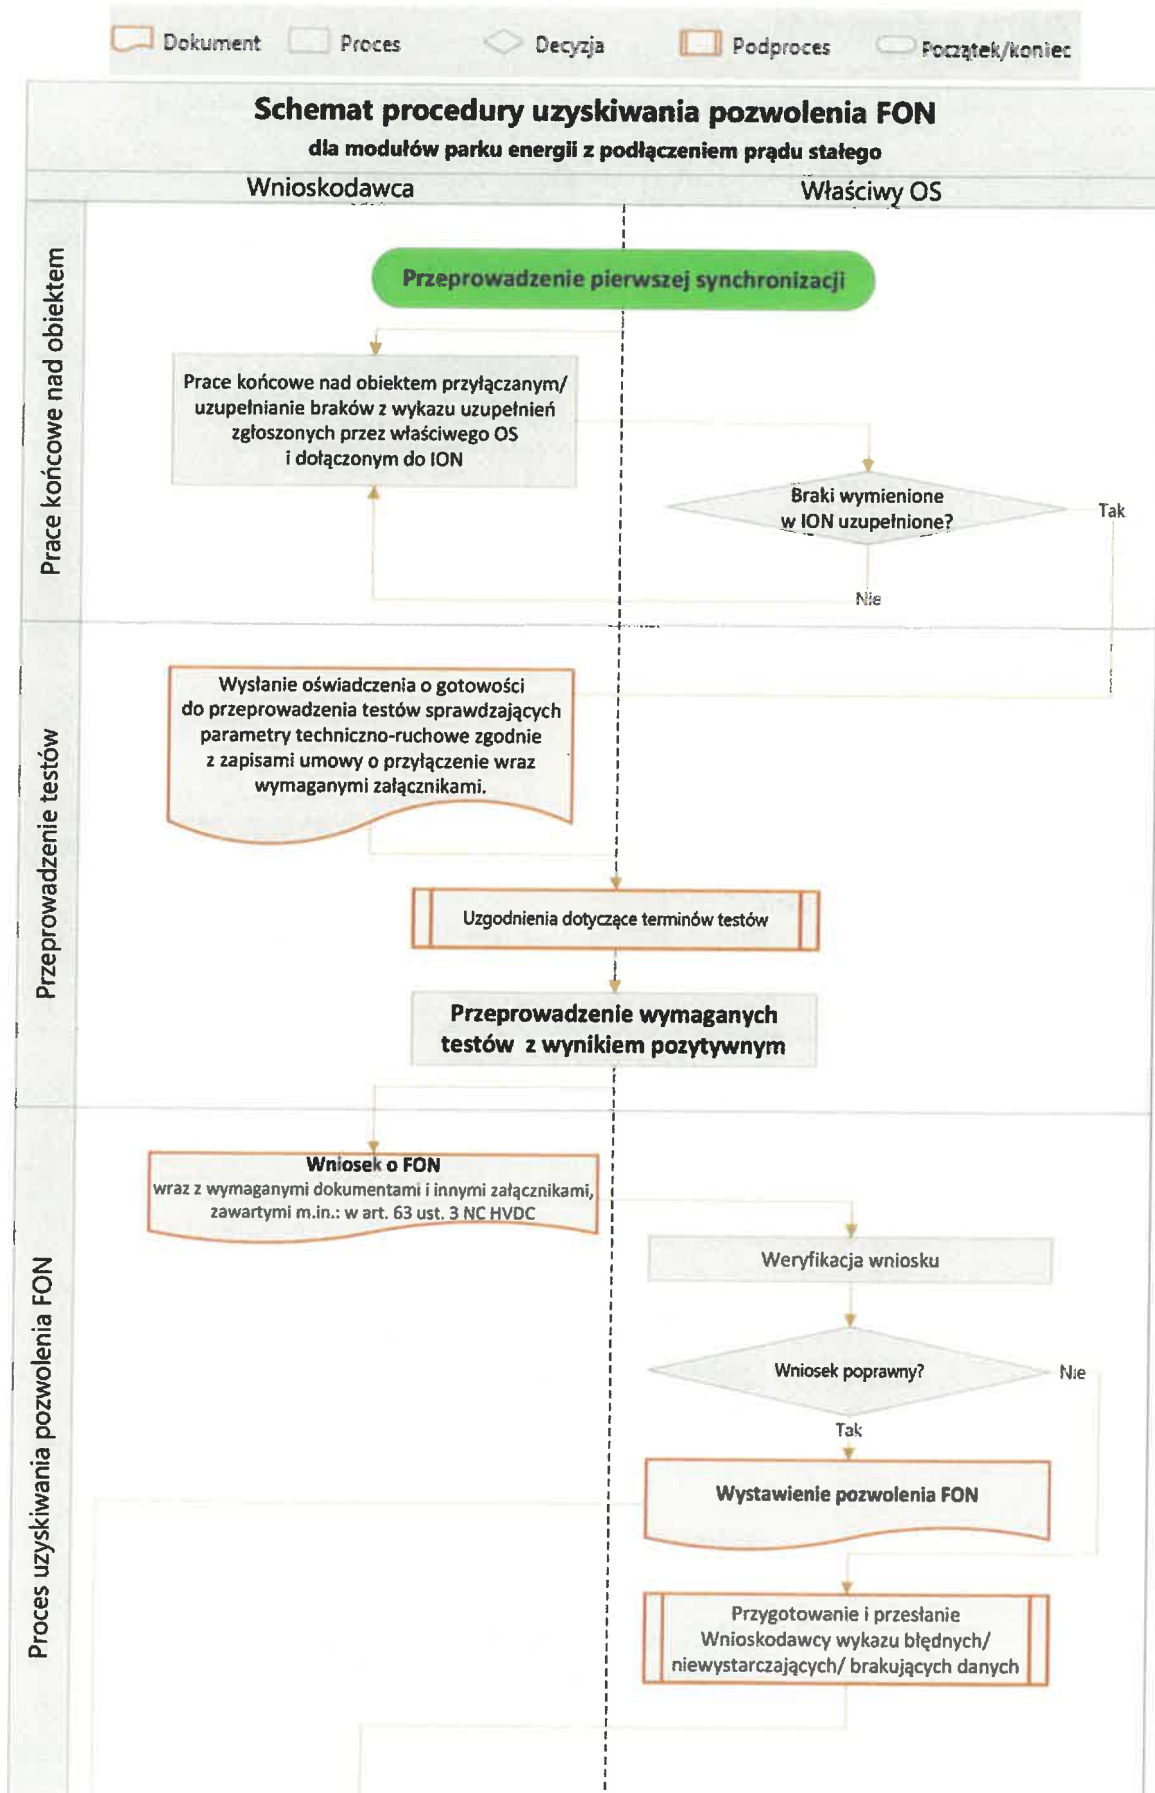 Dokument
Proces
Decyzja
Podproces
Początek/koniec
Schemat procedury uzyskiwania pozwolenia FON
dla modułów parku energii z podłączeniem prądu stałego
Wnioskodawca
Właściwy OS
Prace końcowe nad obiektem
Przeprowadzenie pierwszej synchronizacji
Prace końcowe nad obiektem przyłączanym/
uzupełnianie braków z wykazu uzupełnień
zgłoszonych przez właściwego OS
i dołączonym do ION
Braki wymienione
w ION uzupełnione?
Tak
Nie
Przeprowadzenie testów
Wysłanie oświadczenia o gotowości
do przeprowadzenia testów sprawdzających
parametry techniczno-ruchowe zgodnie
z zapisami umowy o przyłączenie wraz
wymaganymi załącznikami.
Uzgodnienia dotyczące terminów testów
Przeprowadzenie wymaganych
testów z wynikiem pozytywnym
Proces uzyskiwania pozwolenia FON
Wniosek o FON
wraz z wymaganymi dokumentami i innymi załącznikami,
zawartymi m.in.: w art. 63 ust. 3 NC HVDC
Weryfikacja wniosku
Wniosek poprawny?
Nie
Tak
Wystawienie pozwolenia FON
Przygotowanie i przesłanie
Wnioskodawcy wykazu błędnych/
niewystarczających/ brakujących danych